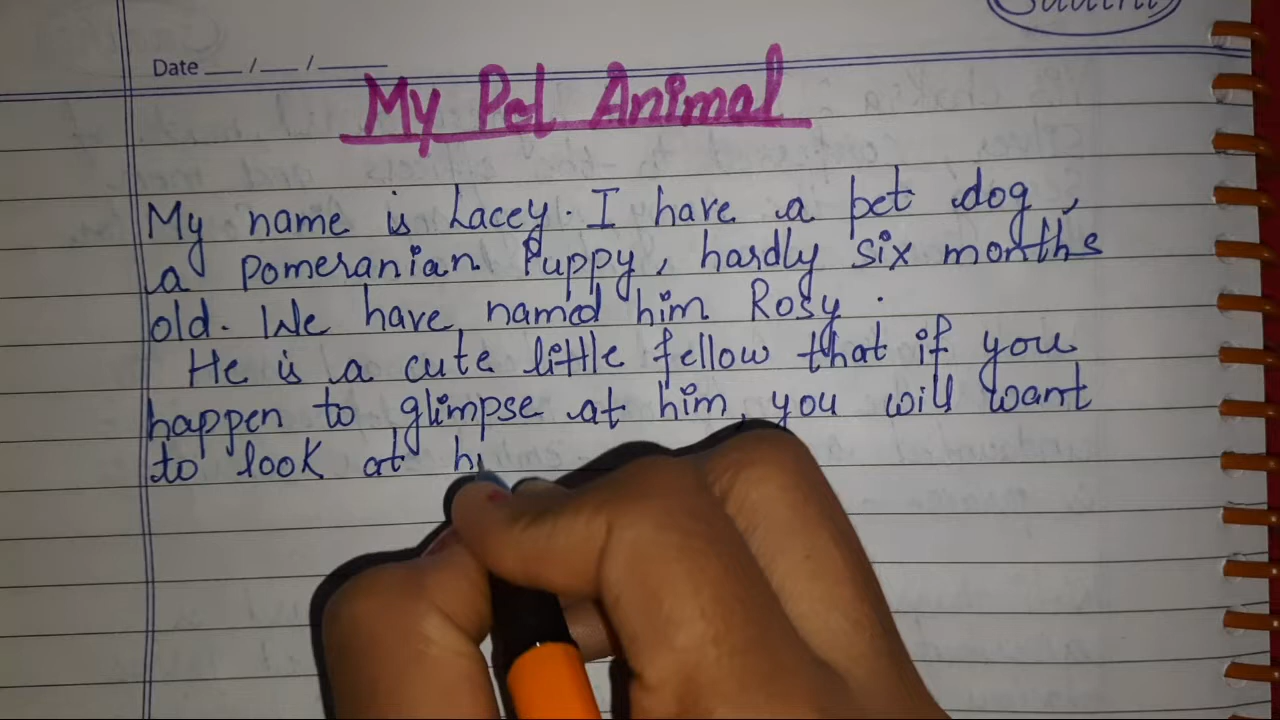 Date __ / __ / ____
My Pet Animal
My name is Lacey. I have a pet dog,
a pomeranian Puppy, hardly six months
old. We have named him Rosy.
He is a cute little fellow that if you
happen to glimpse at him, you will want
to look at hi